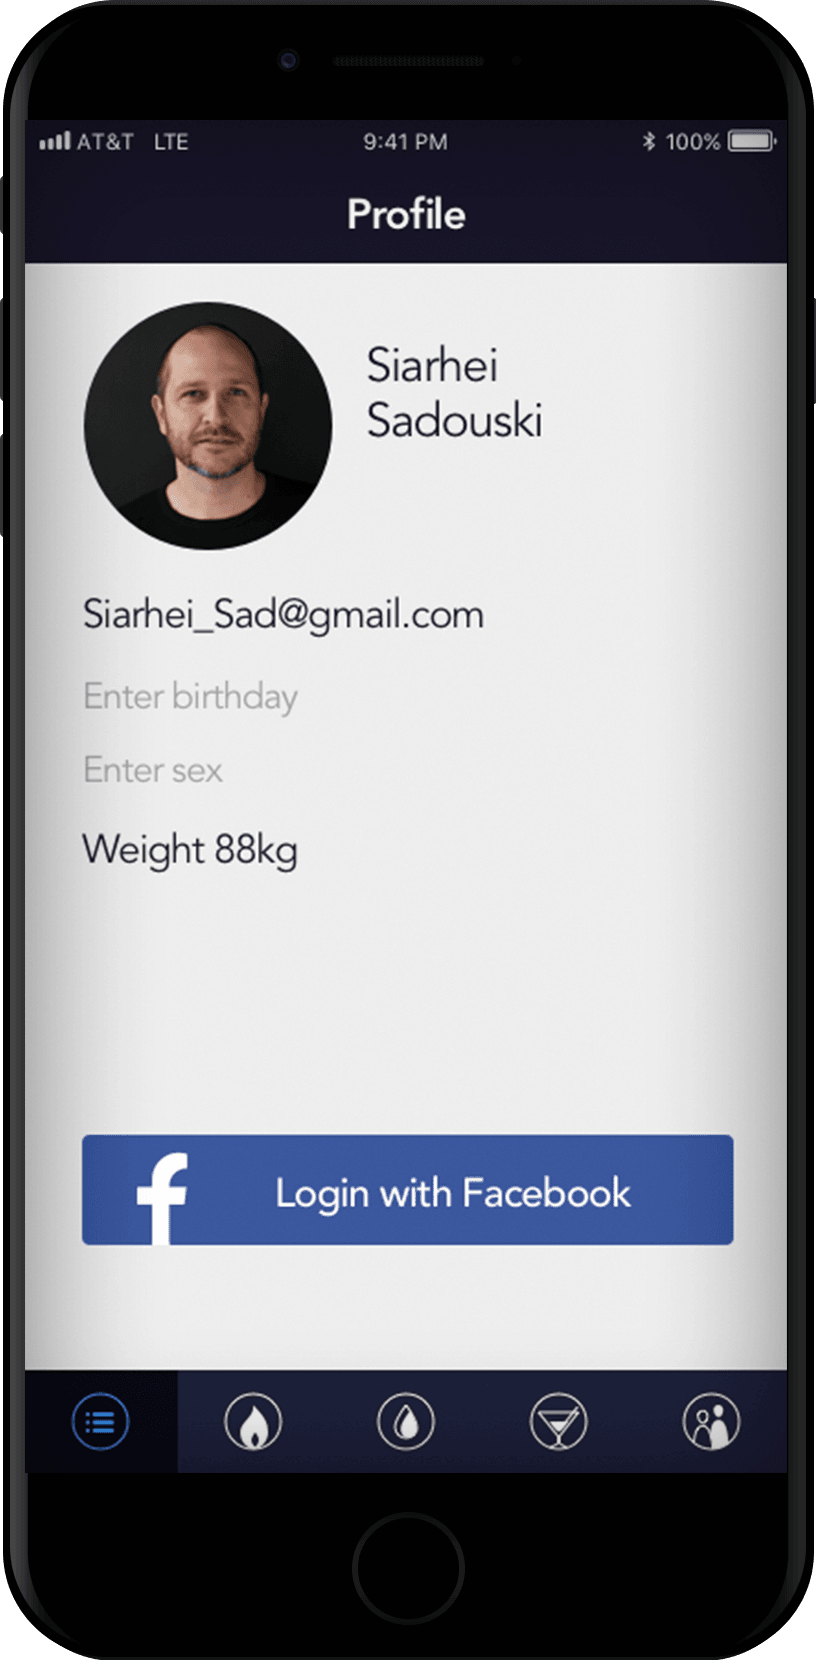 AT&T LTE 9:41 PM 100%
Profile
Siarhei
Sadouski
Siarhei_Sad@gmail.com
Enter birthday
Enter sex
Weight 88kg
f Login with Facebook